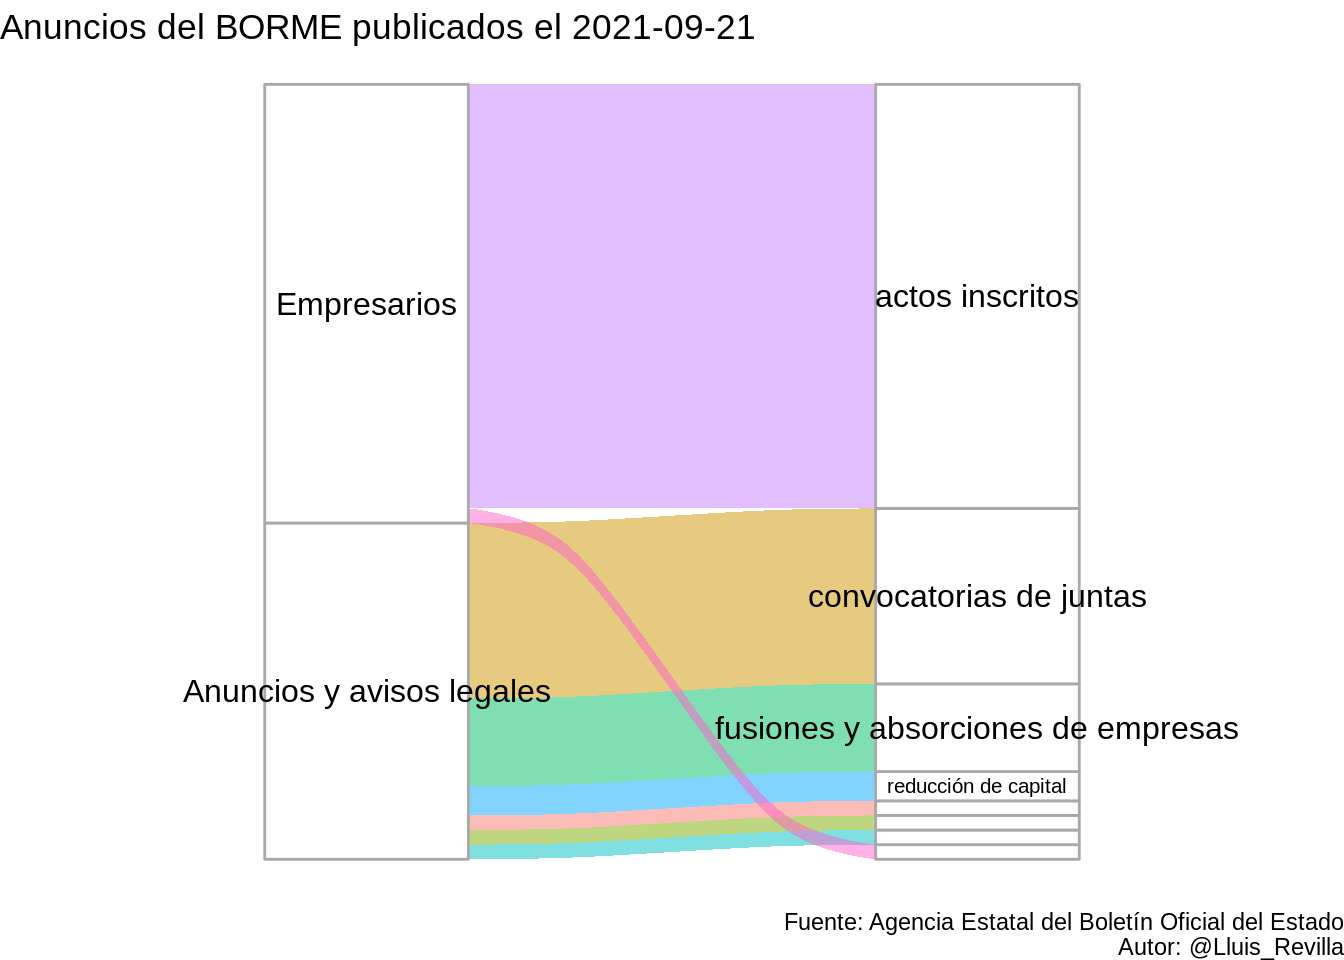 Anuncios del BORME publicados el 2021-09-21
Empresarios
actos inscritos
convocatorias de juntas
Anuncios y avisos legales
fusiones y absorciones de empresas
reducción de capital
Fuente: Agencia Estatal del Boletín Oficial del Estado
Autor: @Lluis_Revilla